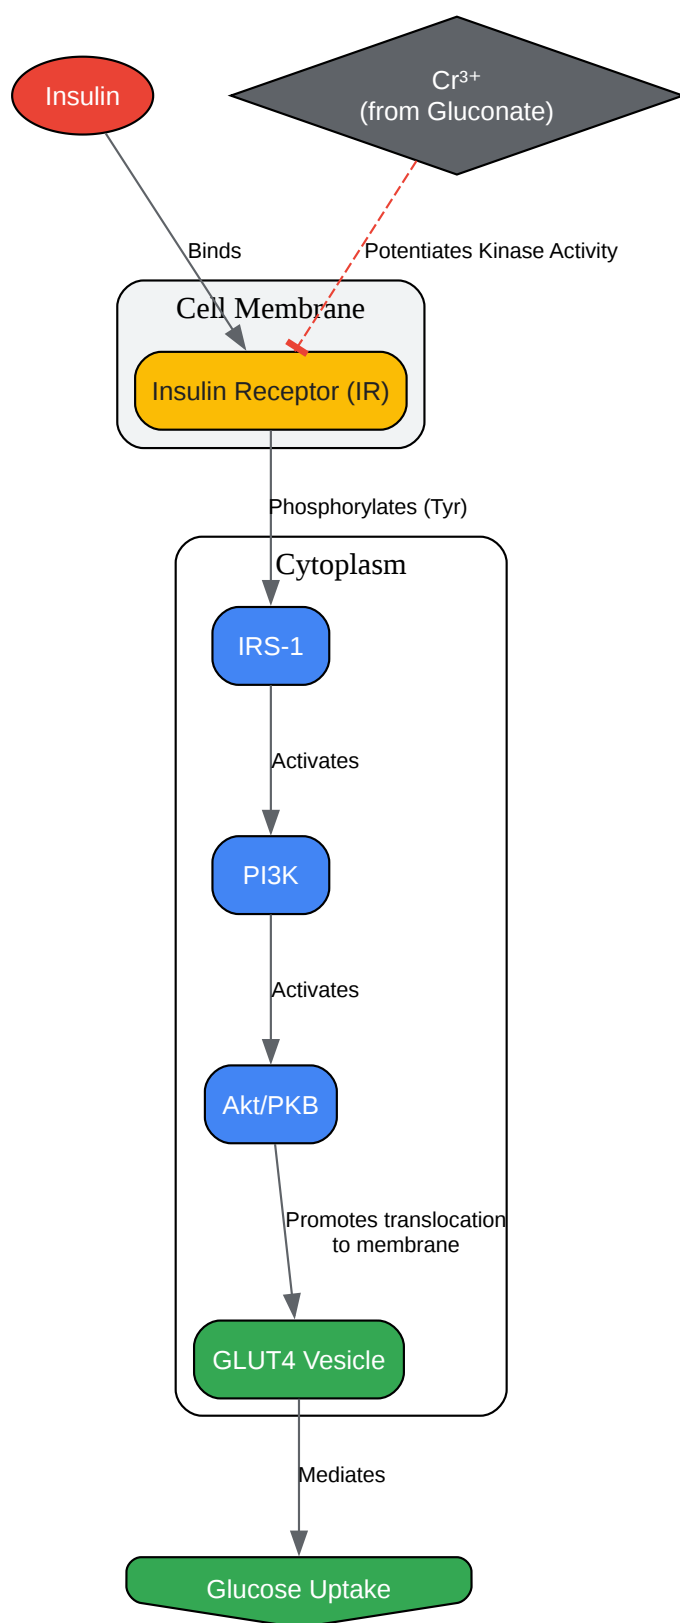 Insulin
Cr³⁺
(from Gluconate)
Binds
Potentiates Kinase Activity
Cell Membrane
Insulin Receptor (IR)
Phosphorylates (Tyr)
Cytoplasm
IRS-1
Activates
PI3K
Activates
Akt/PKB
Promotes translocation
to membrane
GLUT4 Vesicle
Mediates
Glucose Uptake